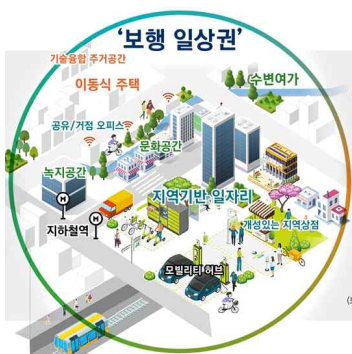 ‘보행 일상권’
기술융합 주거공간
이동식 주택
수변여가
공유/거점 오피스
문화공간
녹지공간
지역기반 일자리
지하철역
개성있는 지역상점
모빌리티 허브